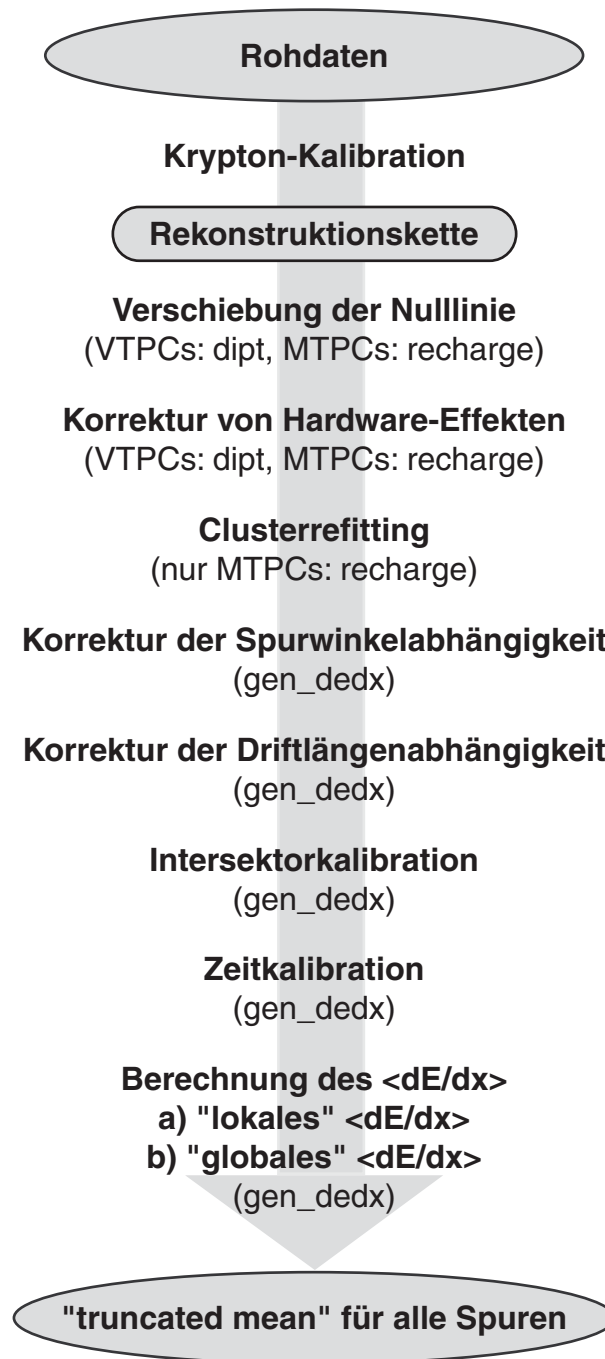 Rohdaten
Krypton-Kalibration
Rekonstruktionskette
Verschiebung der Nulllinie
(VTPCs: dipt, MTPCs: recharge)
Korrektur von Hardware-Effekten
(VTPCs: dipt, MTPCs: recharge)
Clusterrefitting
(nur MTPCs: recharge)
Korrektur der Spurwinkelabhängigkeit
(gen_dedx)
Korrektur der Driftlängenabhängigkeit
(gen_dedx)
Intersektorkalibration
(gen_dedx)
Zeitkalibration
(gen_dedx)
Berechnung des <dE/dx>
a) "lokales" <dE/dx>
b) "globales" <dE/dx>
(gen_dedx)
"truncated mean" für alle Spuren